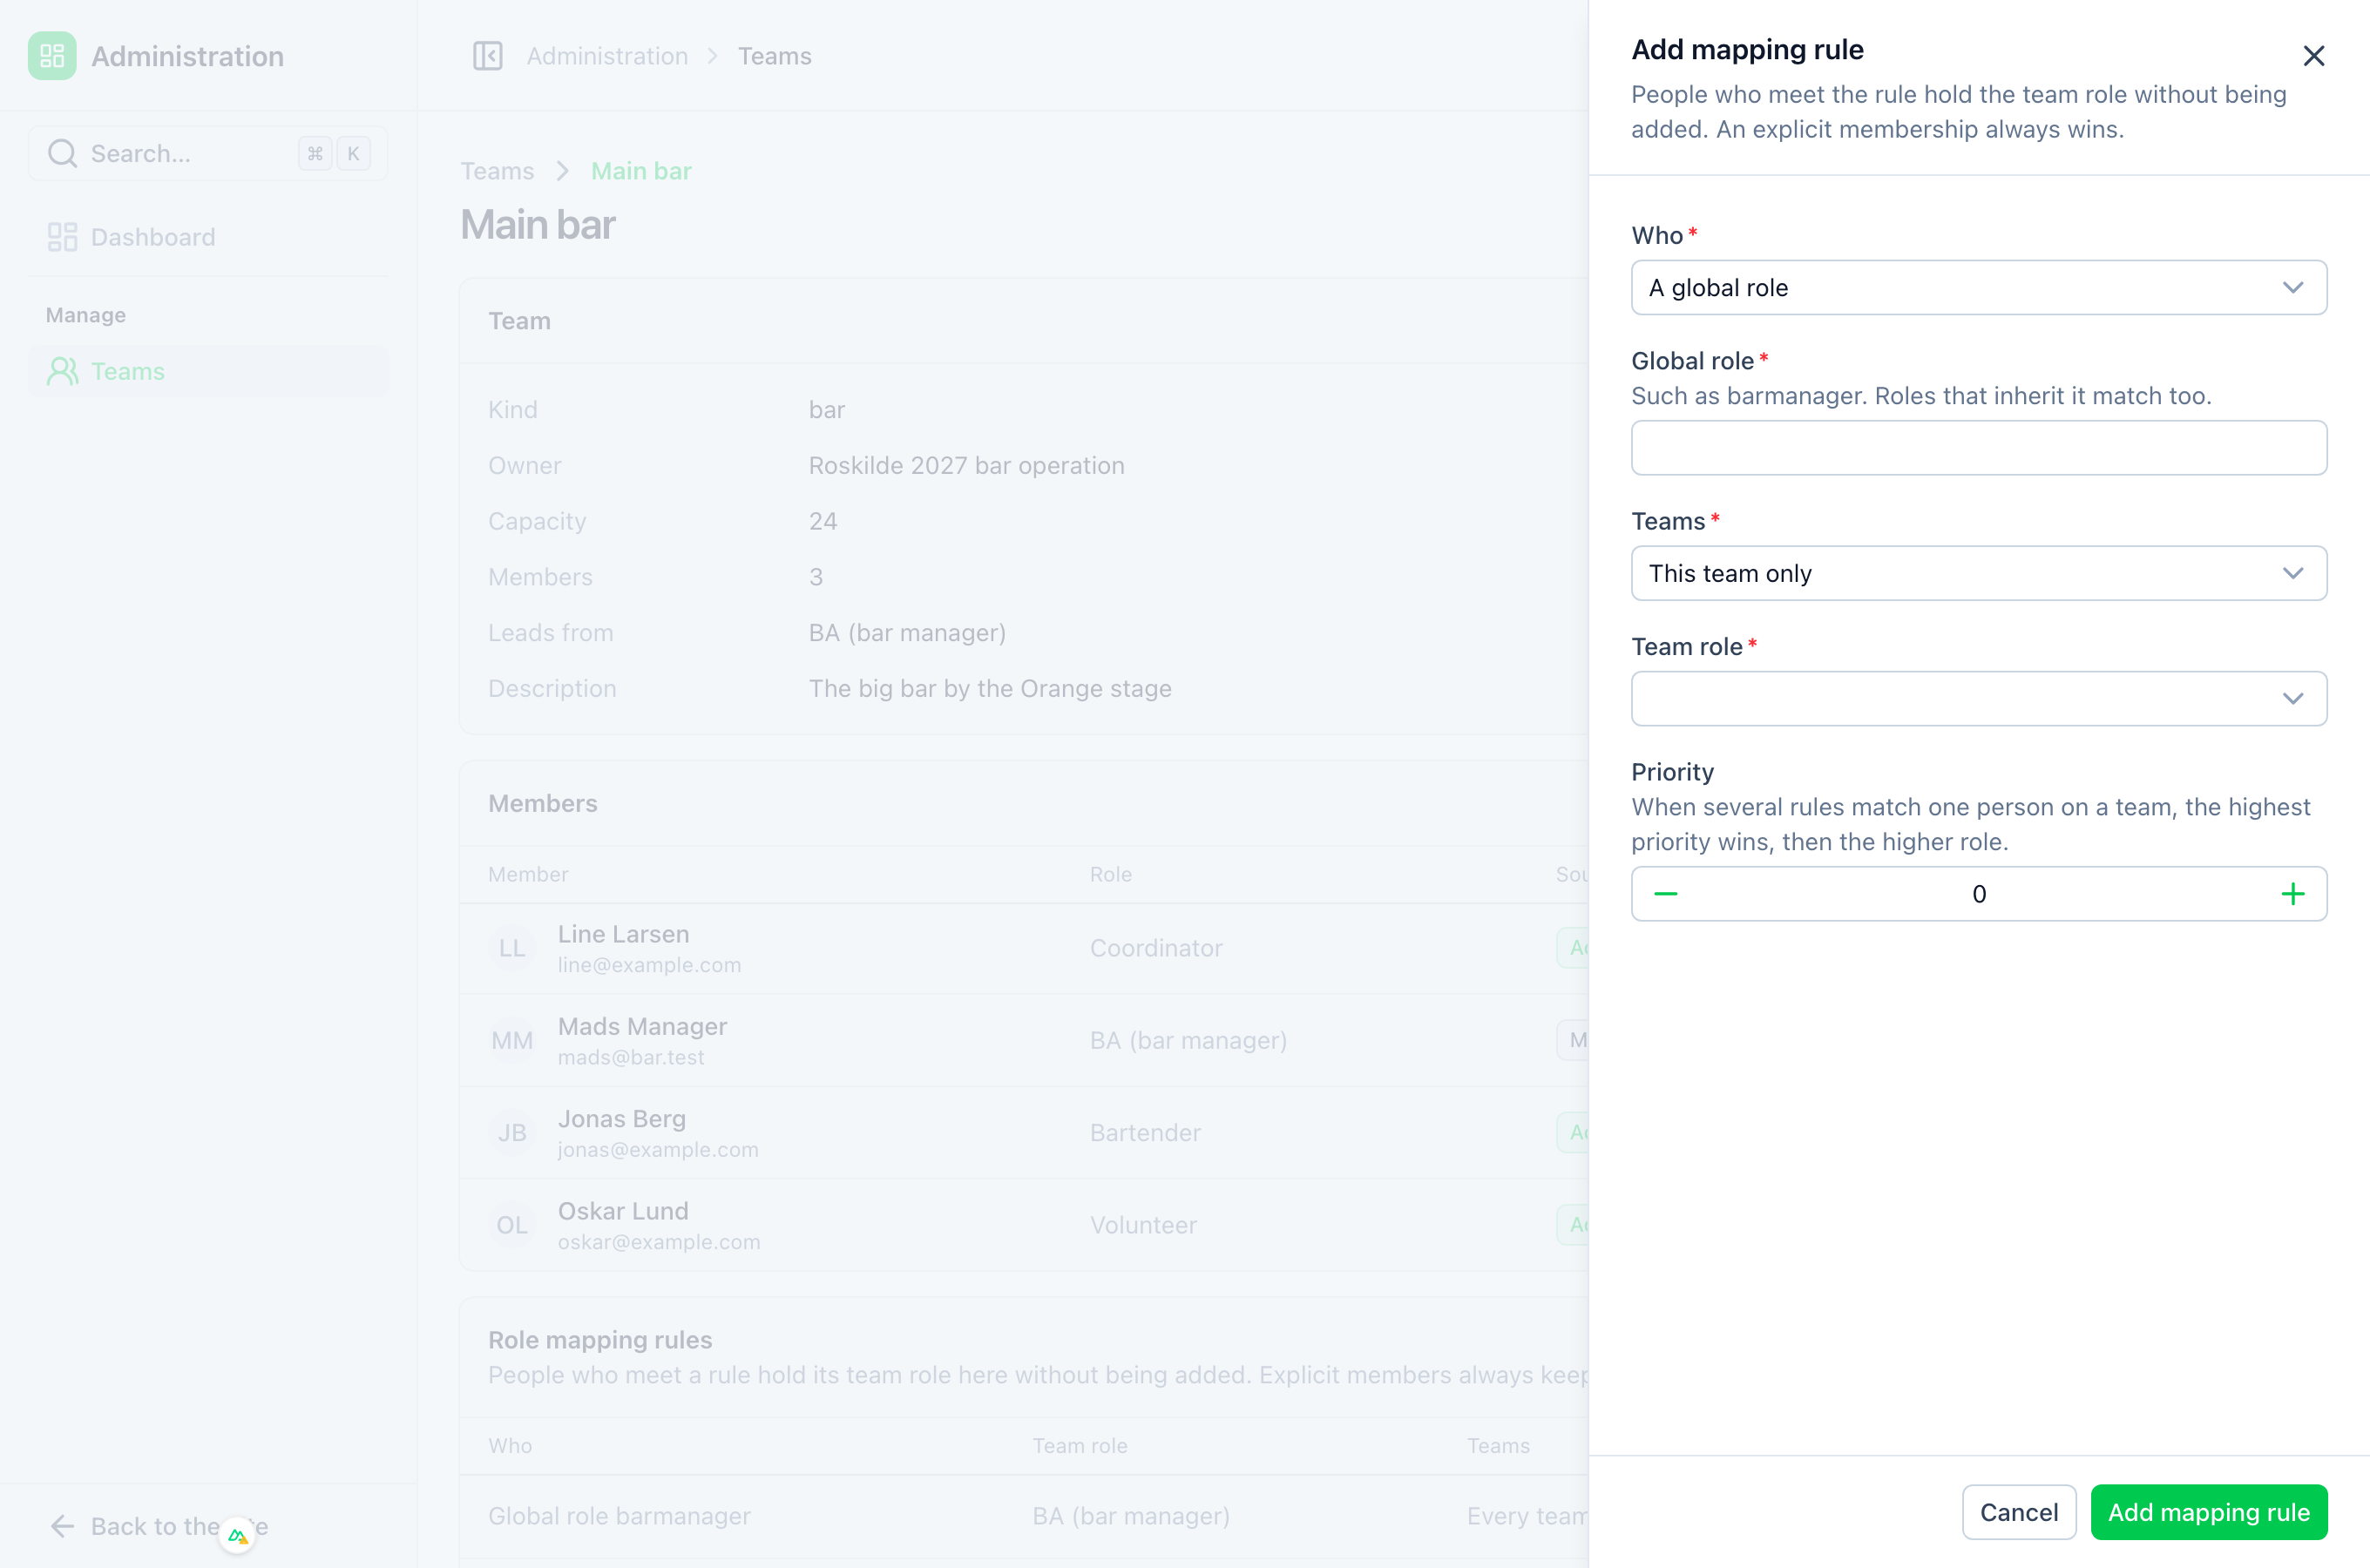 Administration
Search...
⌘ K
Dashboard
Manage
Teams
Back to the
Administration > Teams
Teams > Main bar
Main bar
Team
Kind bar
Owner Roskilde 2027 bar operation
Capacity 24
Members 3
Leads from BA (bar manager)
Description The big bar by the Orange stage
Members
Member Role
LL Line Larsen Coordinator
line@example.com
MM Mads Manager BA (bar manager)
mads@bar.test
JB Jonas Berg Bartender
jonas@example.com
OL Oskar Lund Volunteer
oskar@example.com
Role mapping rules
People who meet a rule hold its team role here without being added. Explicit members always keep
Who Team role Teams
Global role barmanager BA (bar manager) Every team
Add mapping rule
People who meet the rule hold the team role without being
added. An explicit membership always wins.
Who*
A global role
Global role*
Such as barmanager. Roles that inherit it match too.
Teams*
This team only
Team role*
Priority
When several rules match one person on a team, the highest
priority wins, then the higher role.
0
Cancel
Add mapping rule